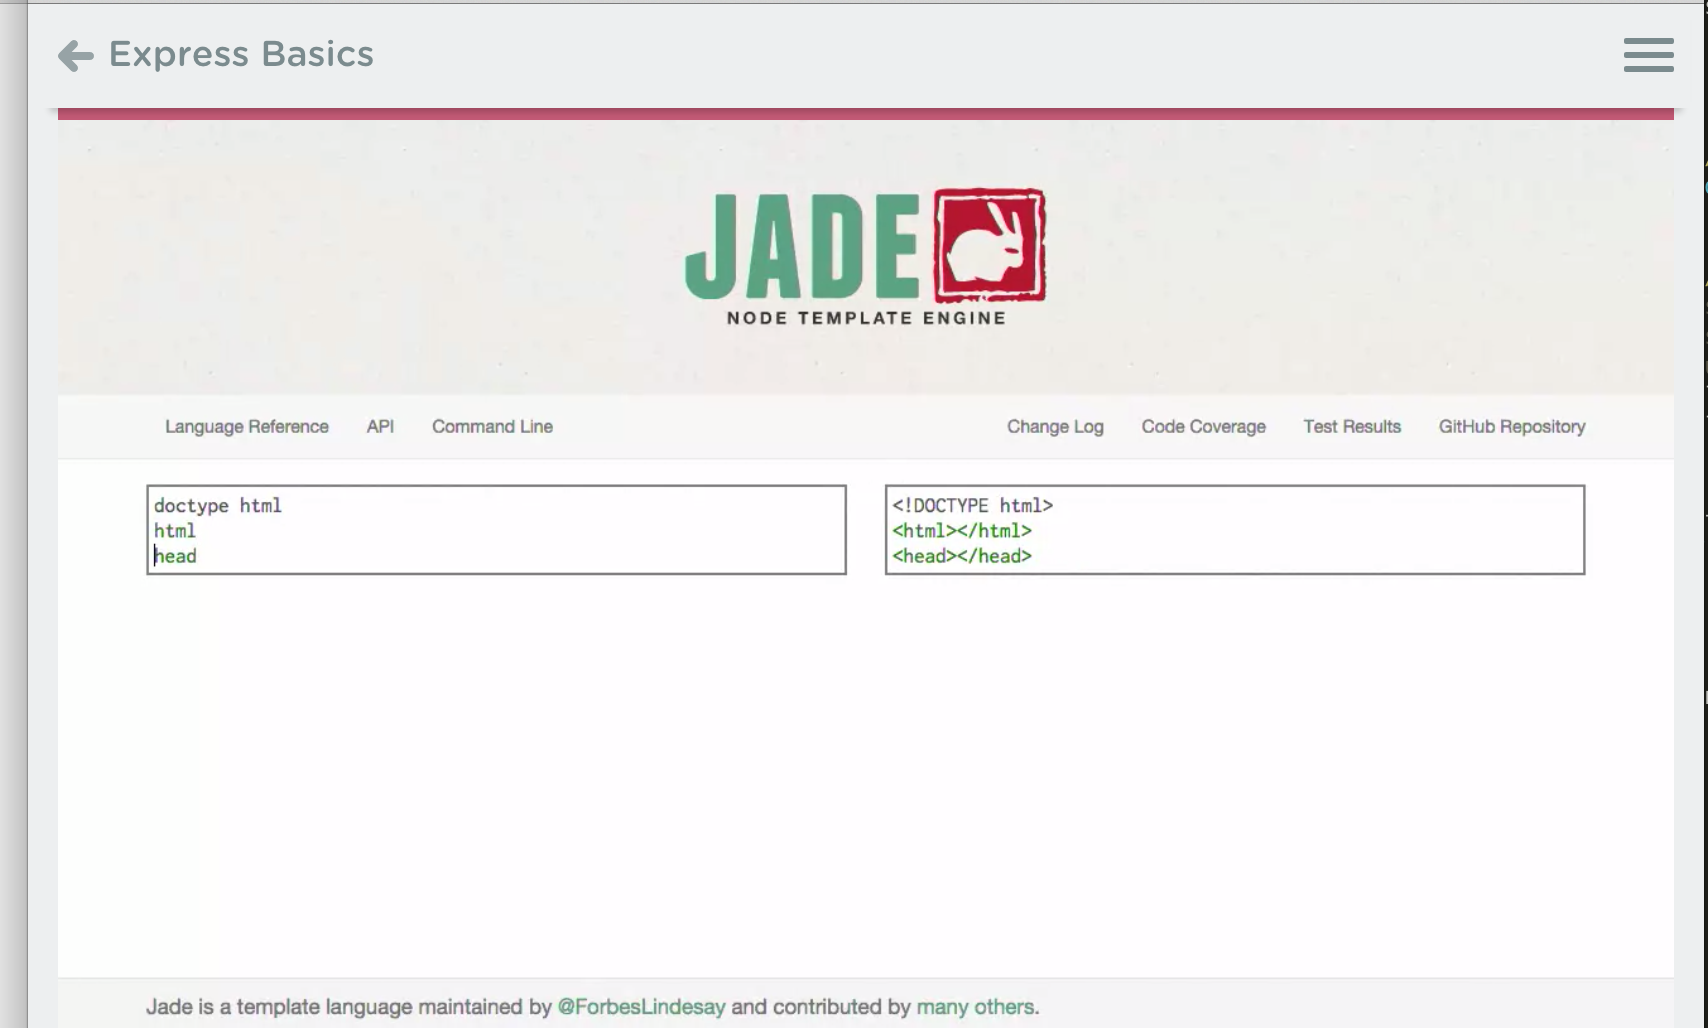 Express Basics
JADE
NODE TEMPLATE ENGINE
Language Reference API Command Line Change Log Code Coverage Test Results GitHub Repository
doctype html
html
head
<!DOCTYPE html>
<html></html>
<head></head>
Jade is a template language maintained by @ForbesLindesay and contributed by many others.